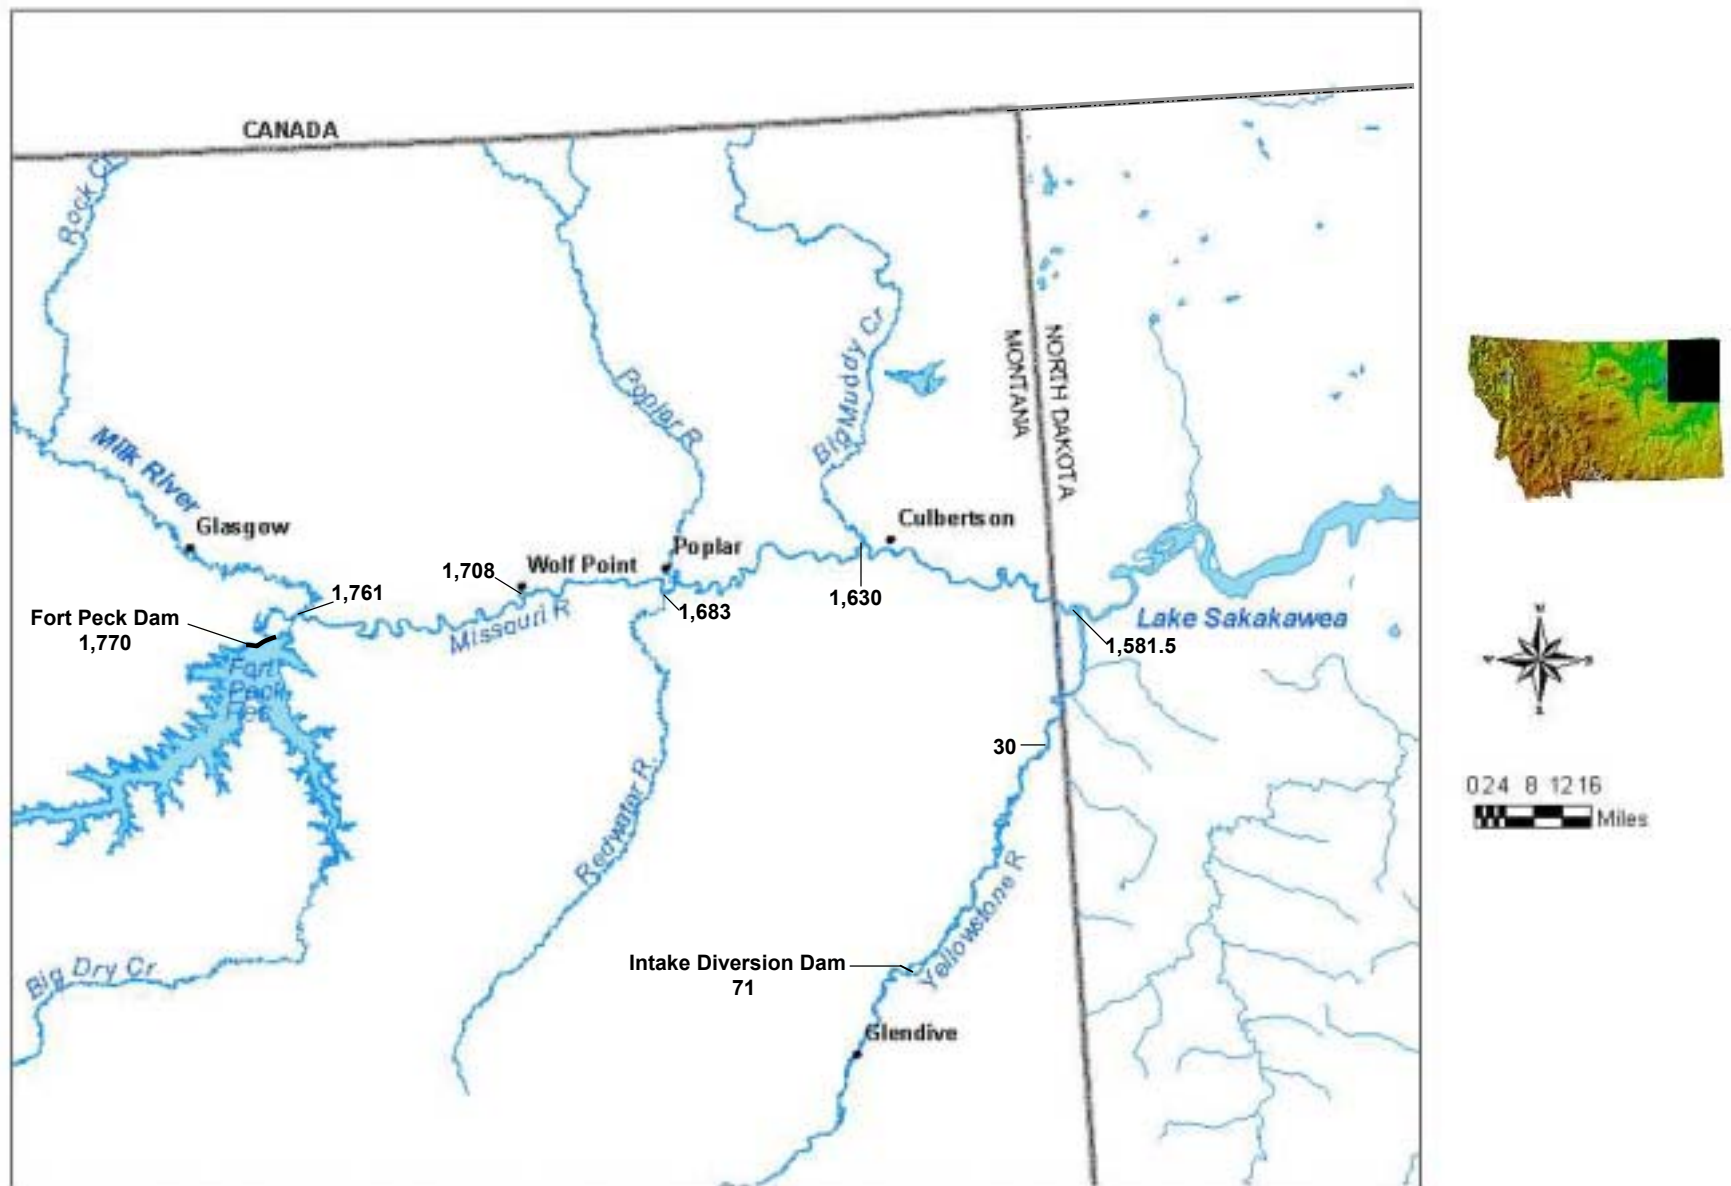 CANADA
Rock Cr
Milk River
Glasgow
Poplar R
Big Muddy Cr
MONTANA
NORTH DAKOTA
Culbertson
Poplar
Wolf Point
1,708
1,761
1,683
1,630
Missouri R
Fort Peck Dam
1,770
Fort
Peck
Res
Lake Sakakawea
1,581.5
30
Redwater R
Yellowstone R
Intake Diversion Dam
71
Big Dry Cr
Glendive
N
0 2 4 8 12 16
Miles